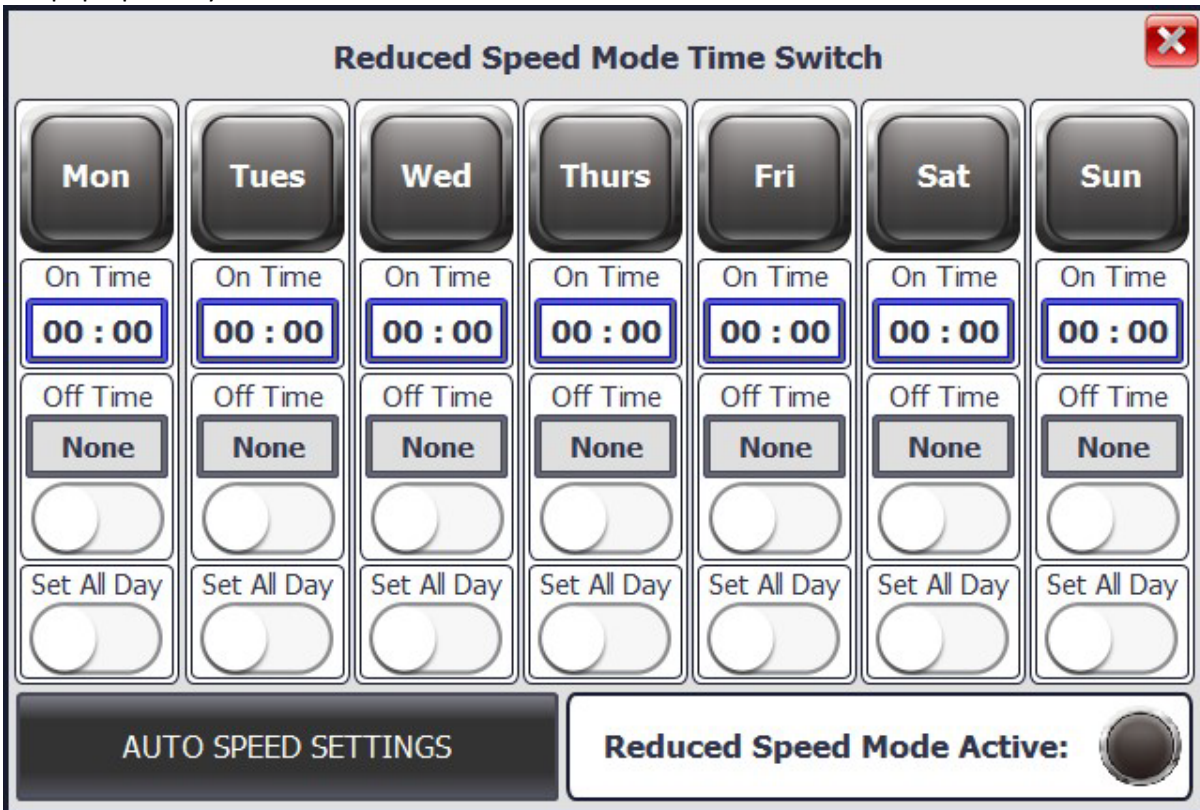 Reduced Speed Mode Time Switch
Mon Tues Wed Thurs Fri Sat Sun
On Time On Time On Time On Time On Time On Time On Time
00 : 00 00 : 00 00 : 00 00 : 00 00 : 00 00 : 00 00 : 00
Off Time Off Time Off Time Off Time Off Time Off Time Off Time
None None None None None None None
Set All Day Set All Day Set All Day Set All Day Set All Day Set All Day Set All Day
AUTO SPEED SETTINGS Reduced Speed Mode Active: